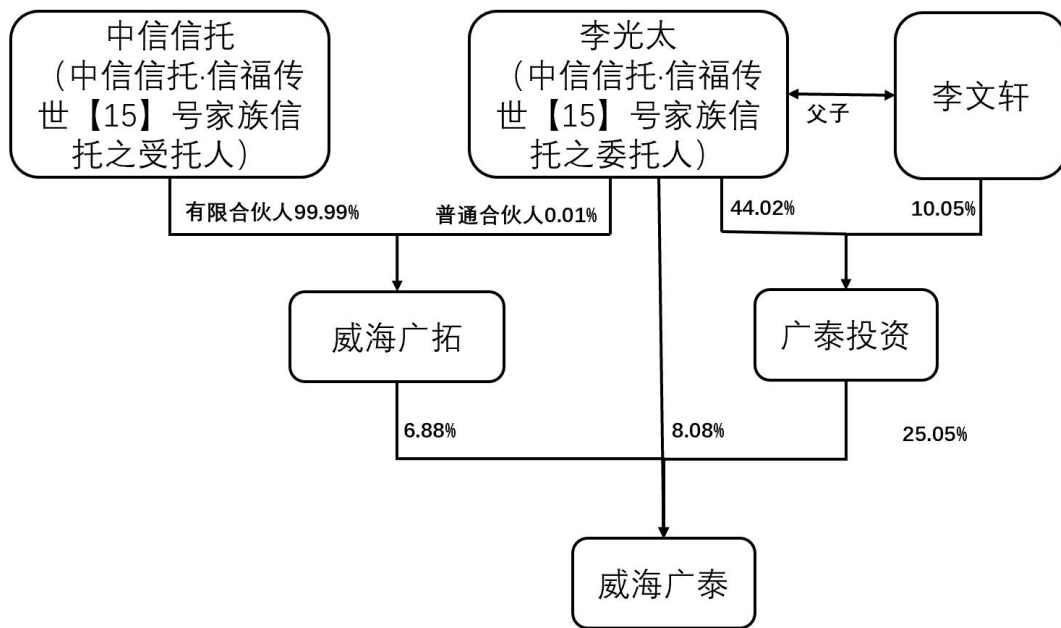 中信信托
（中信信托·信福传
世【15】号家族信
托之受托人）
李光太
（中信信托·信福传
世【15】号家族信
托之委托人）
父子
李文轩
有限合伙人99.99%
普通合伙人0.01%
44.02%
10.05%
威海广拓
广泰投资
6.88%
8.08%
25.05%
威海广泰